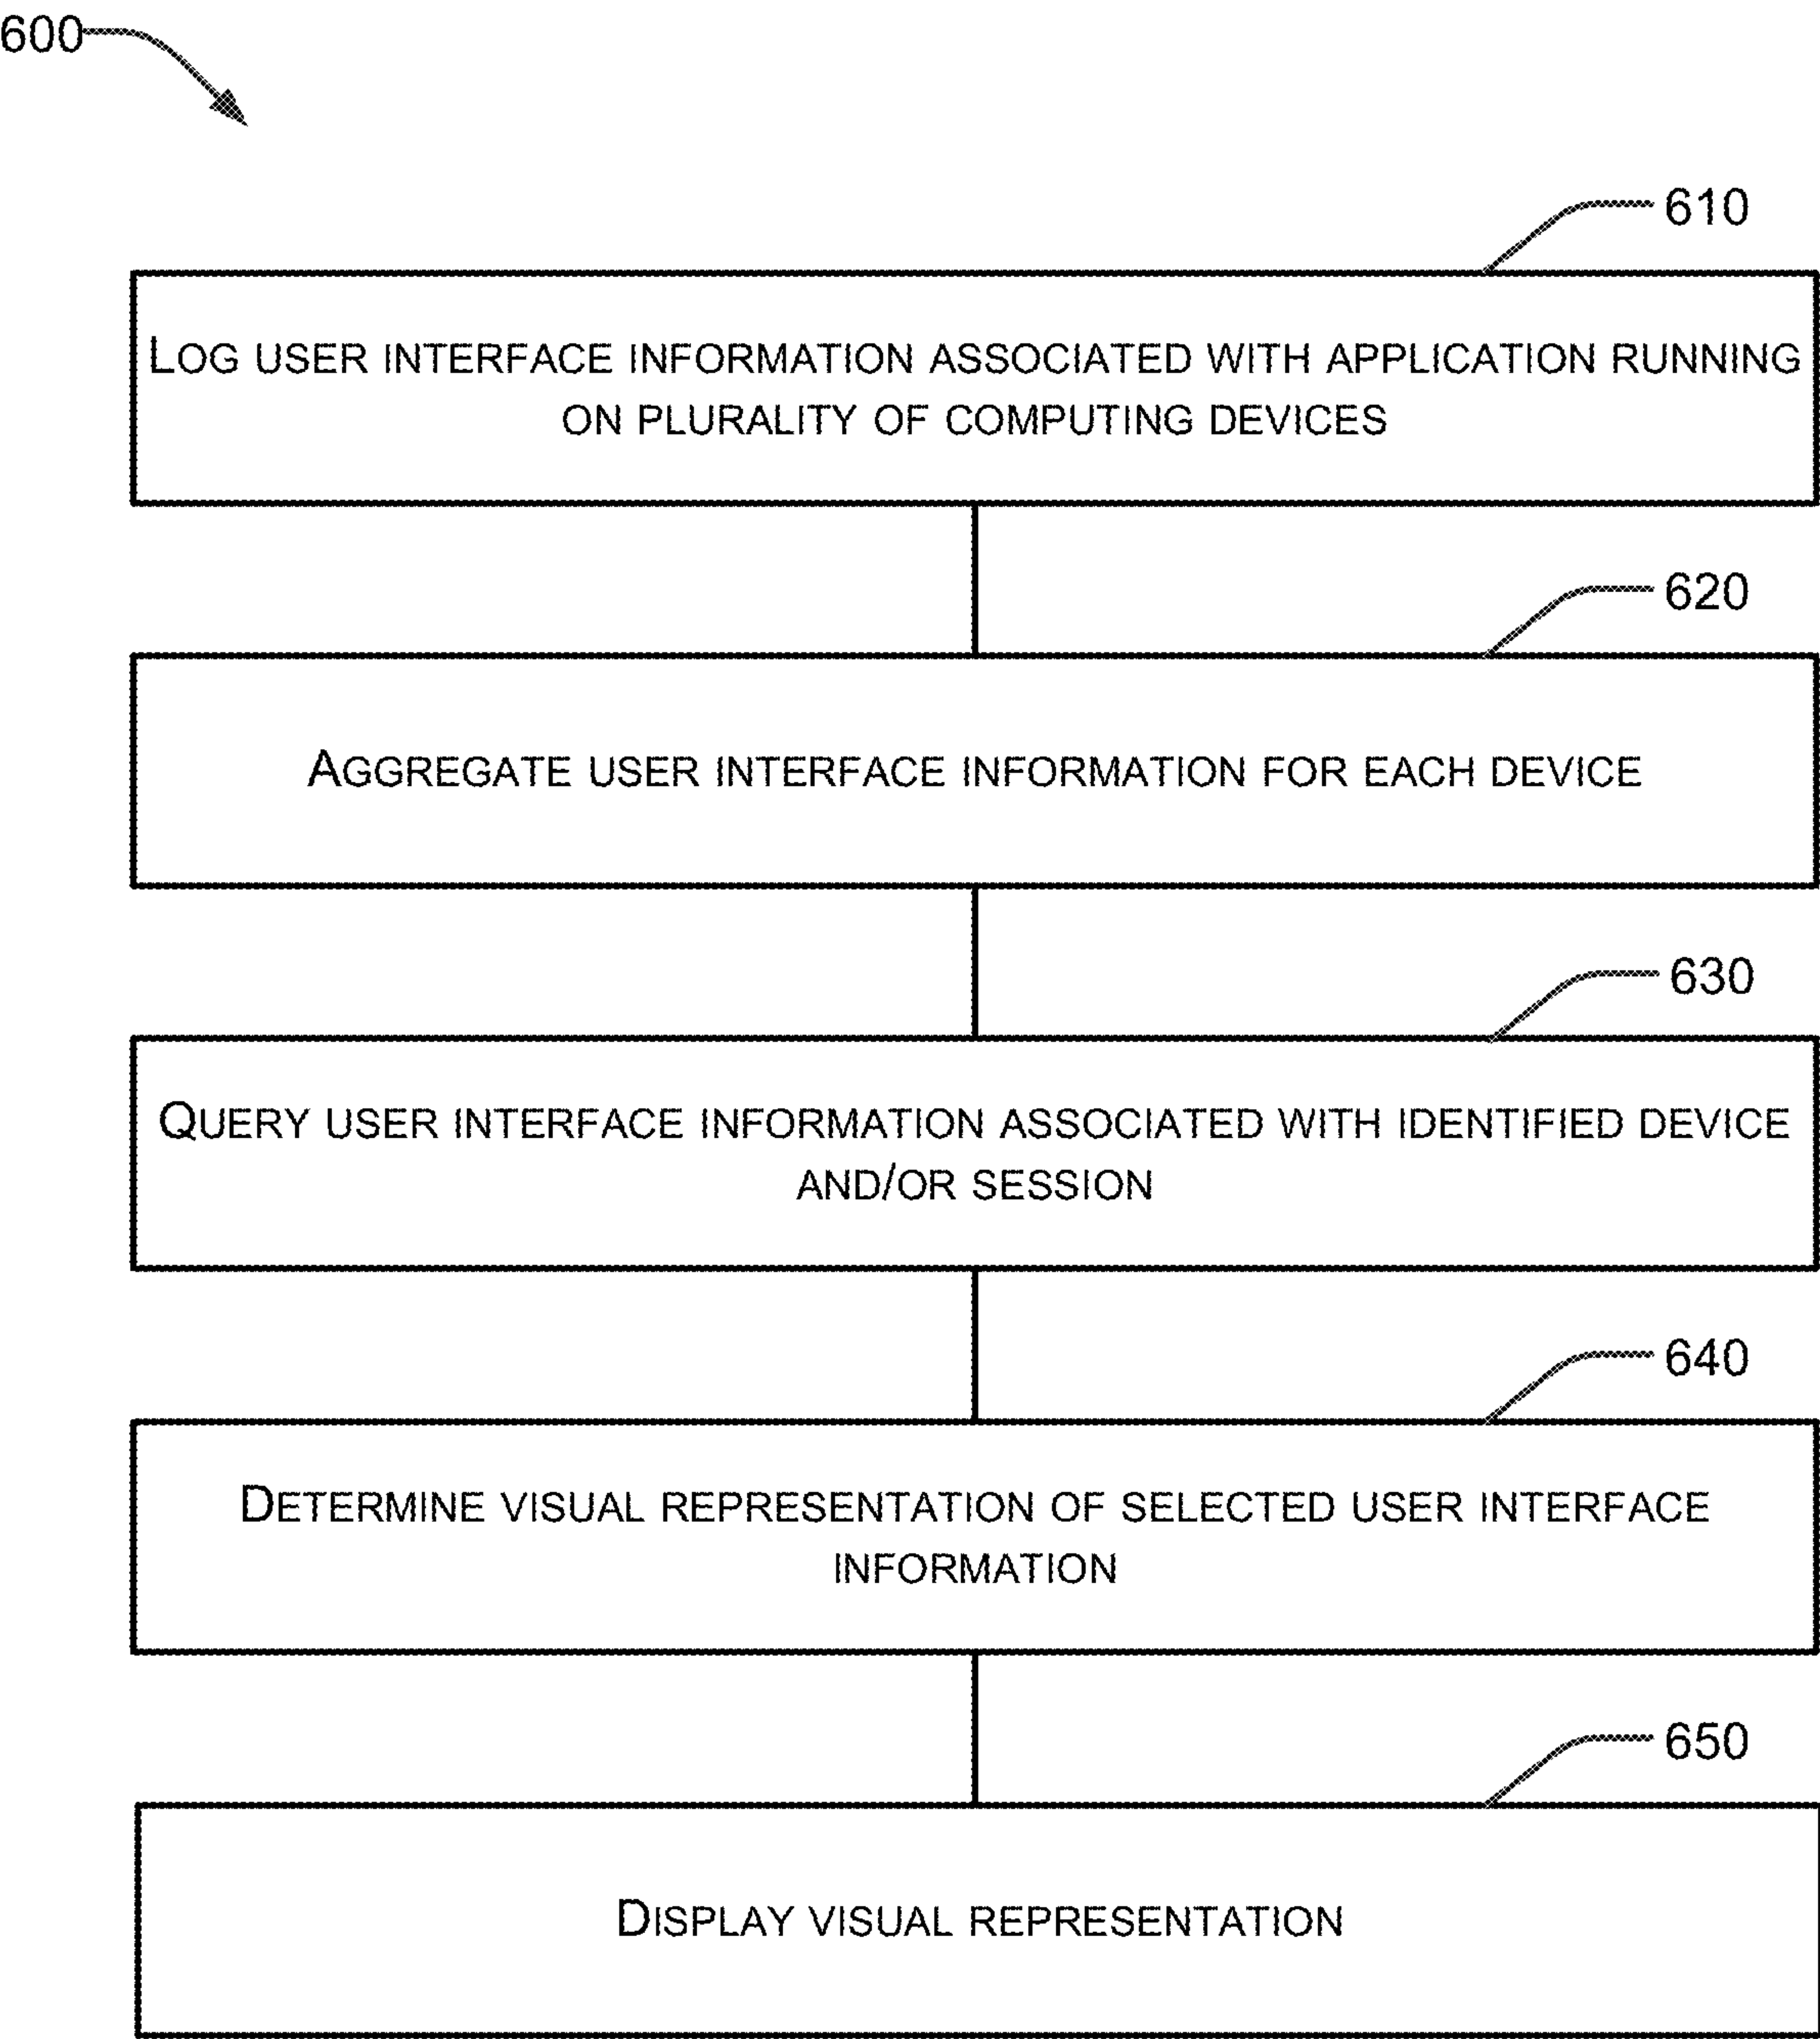 600
610
LOG USER INTERFACE INFORMATION ASSOCIATED WITH APPLICATION RUNNING
ON PLURALITY OF COMPUTING DEVICES
620
AGGREGATE USER INTERFACE INFORMATION FOR EACH DEVICE
630
QUERY USER INTERFACE INFORMATION ASSOCIATED WITH IDENTIFIED DEVICE
AND/OR SESSION
640
DETERMINE VISUAL REPRESENTATION OF SELECTED USER INTERFACE
INFORMATION
650
DISPLAY VISUAL REPRESENTATION